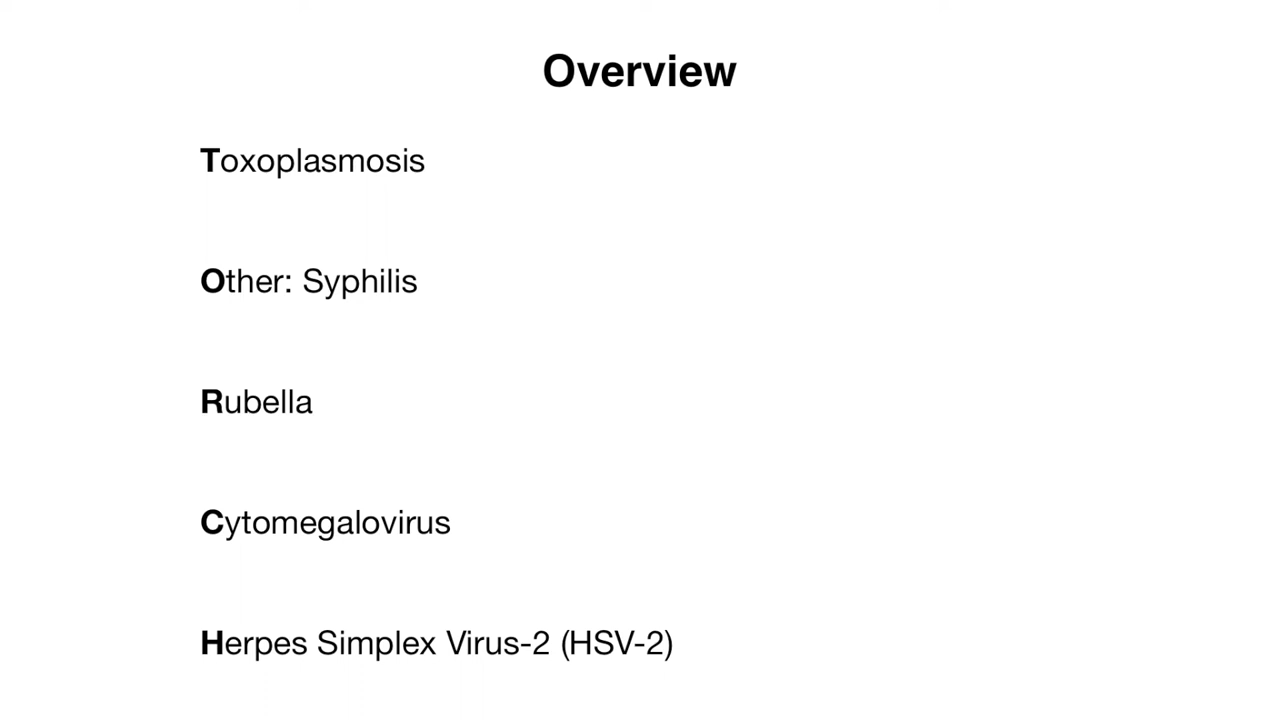 Overview
Toxoplasmosis
Other: Syphilis
Rubella
Cytomegalovirus
Herpes Simplex Virus-2 (HSV-2)